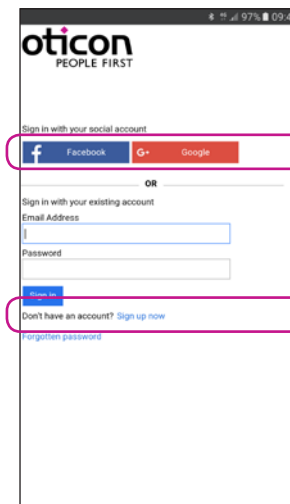 97% 09:4
oticon
PEOPLE FIRST
Sign in with your social account
Facebook
G+ Google
OR
Sign in with your existing account
Email Address
Password
Sign in
Don't have an account? Sign up now
Forgotten password